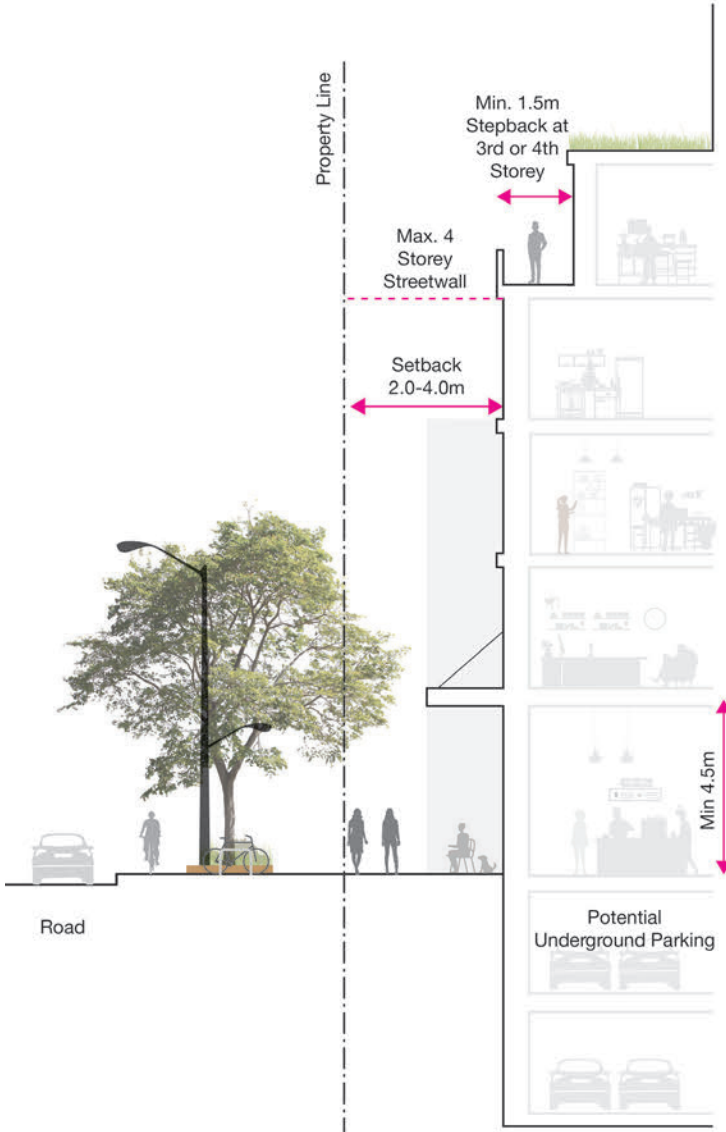 Property Line
Min. 1.5m
Stepback at
3rd or 4th
Storey
Max. 4
Storey
Streetwall
Setback
2.0-4.0m
Min 4.5m
Road
Potential
Underground Parking